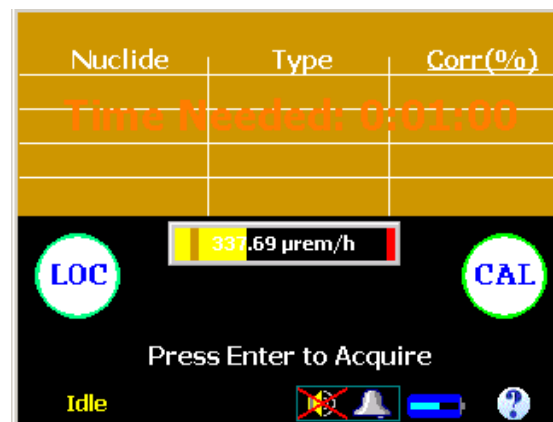 Nuclide Type Corr(%)
Time Needed: 0:01:00
337.69 µrem/h
LOC
CAL
Press Enter to Acquire
Idle
?